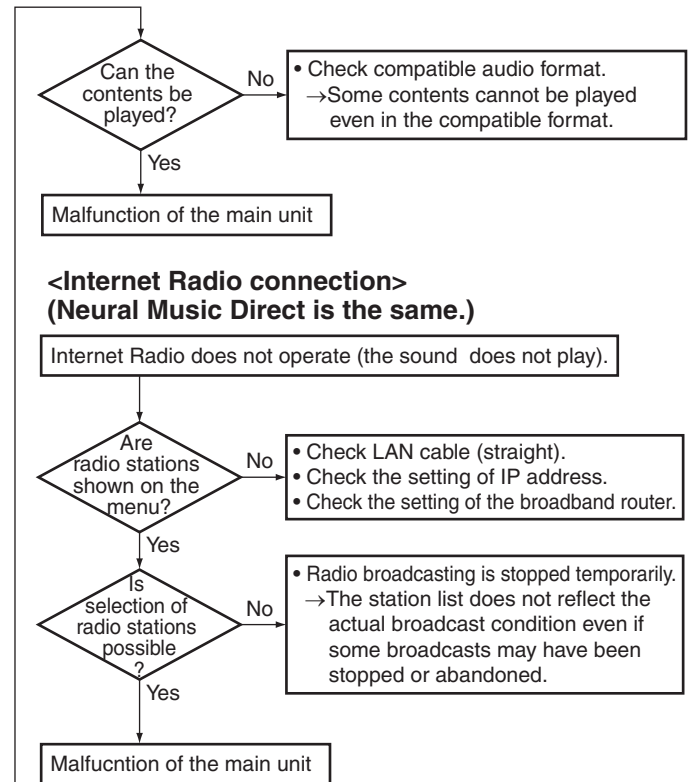 Can the
contents be
played?
No
• Check compatible audio format.
→Some contents cannot be played
even in the compatible format.
Yes
Malfunction of the main unit
<Internet Radio connection>
(Neural Music Direct is the same.)
Internet Radio does not operate (the sound does not play).
Are
radio stations
shown on the
menu?
No
• Check LAN cable (straight).
• Check the setting of IP address.
• Check the setting of the broadband router.
Yes
Is
selection of
radio stations
possible
?
No
• Radio broadcasting is stopped temporarily.
→The station list does not reflect the
actual broadcast condition even if
some broadcasts may have been
stopped or abandoned.
Yes
Malfucntion of the main unit